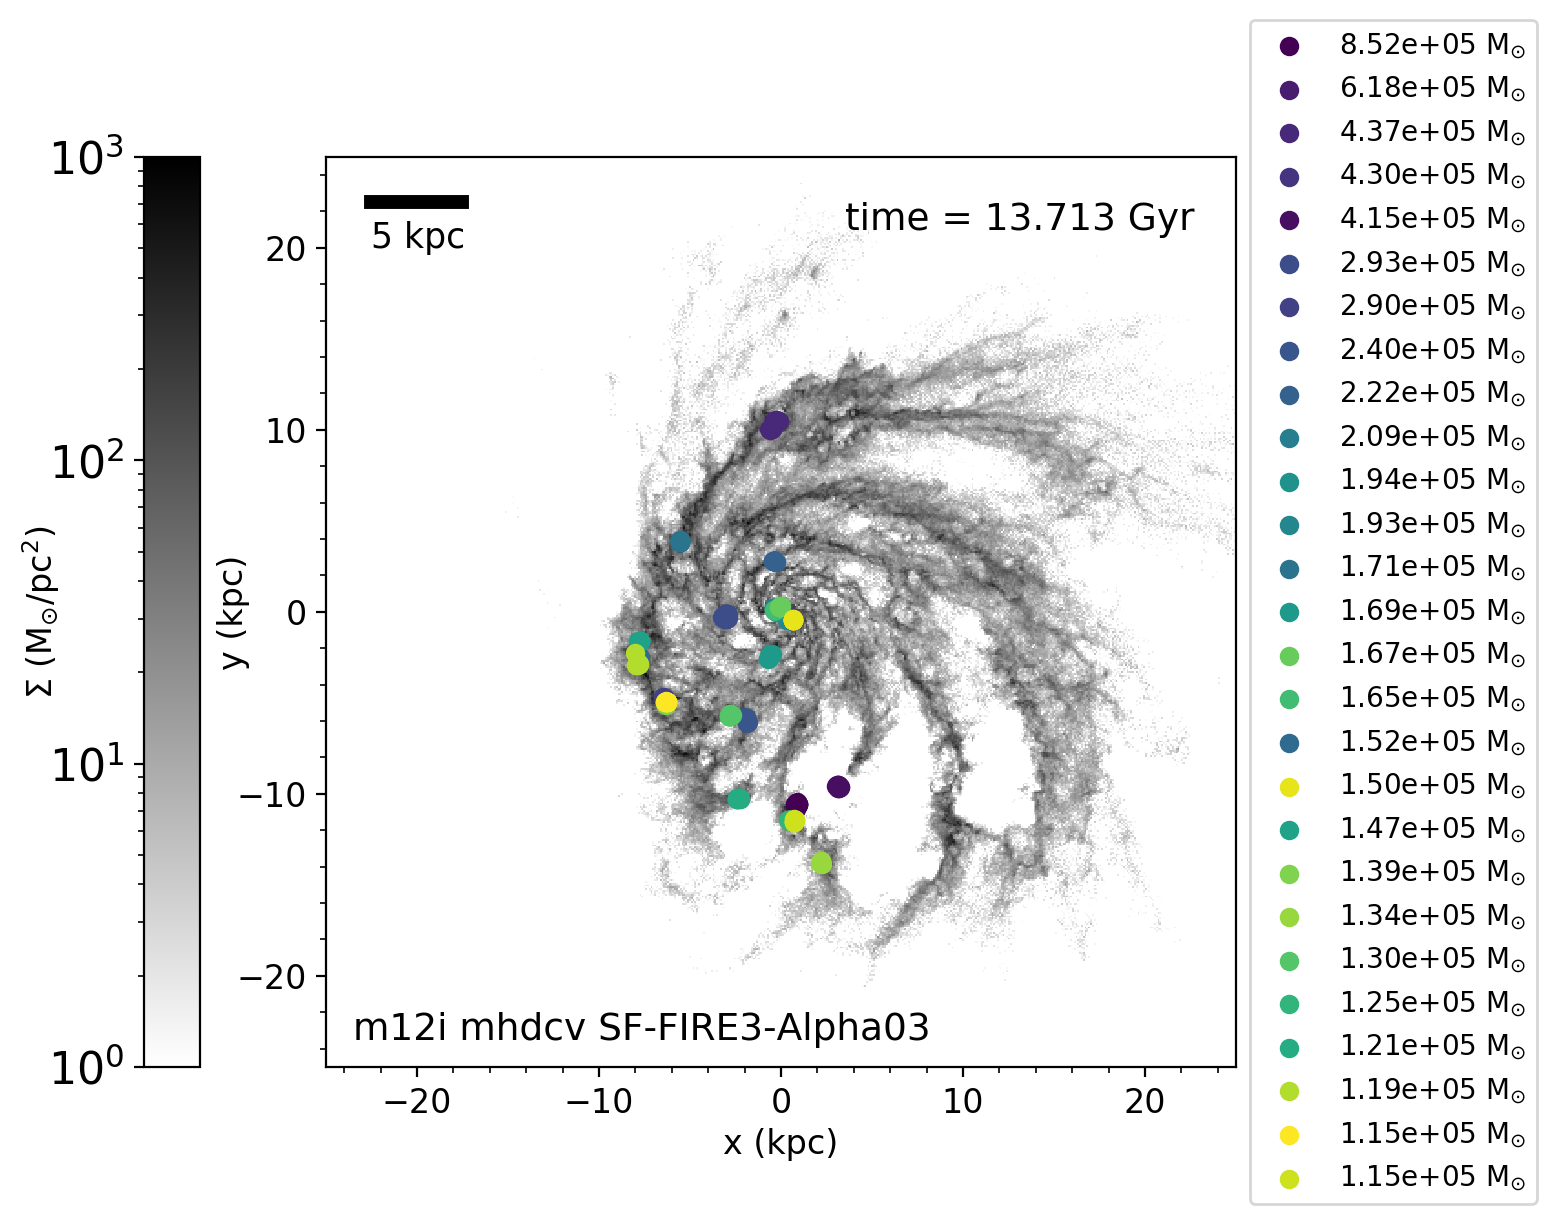 10³
10²
10¹
10⁰
Σ (M⊙/pc²)
y (kpc)
20
10
0
−10
−20
5 kpc
time = 13.713 Gyr
m12i mhdcv SF-FIRE3-Alpha03
−20 −10 0 10 20
x (kpc)
8.52e+05 M⊙
6.18e+05 M⊙
4.37e+05 M⊙
4.30e+05 M⊙
4.15e+05 M⊙
2.93e+05 M⊙
2.90e+05 M⊙
2.40e+05 M⊙
2.22e+05 M⊙
2.09e+05 M⊙
1.94e+05 M⊙
1.93e+05 M⊙
1.71e+05 M⊙
1.69e+05 M⊙
1.67e+05 M⊙
1.65e+05 M⊙
1.52e+05 M⊙
1.50e+05 M⊙
1.47e+05 M⊙
1.39e+05 M⊙
1.34e+05 M⊙
1.30e+05 M⊙
1.25e+05 M⊙
1.21e+05 M⊙
1.19e+05 M⊙
1.15e+05 M⊙
1.15e+05 M⊙